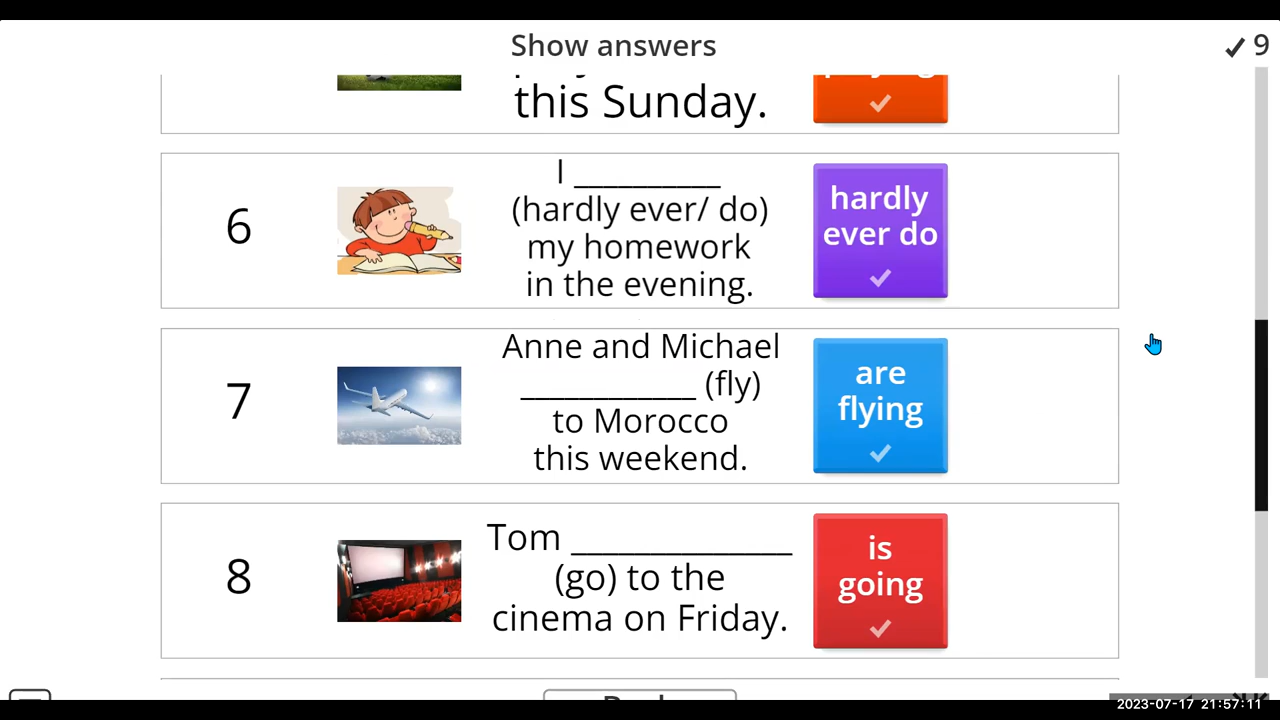 Show answers
9
this Sunday.
6
I __________
(hardly ever/ do)
my homework
in the evening.
hardly
ever do
7
Anne and Michael
____________ (fly)
to Morocco
this weekend.
are
flying
8
Tom ______________
(go) to the
cinema on Friday.
is
going
2023-07-17 21:57:11